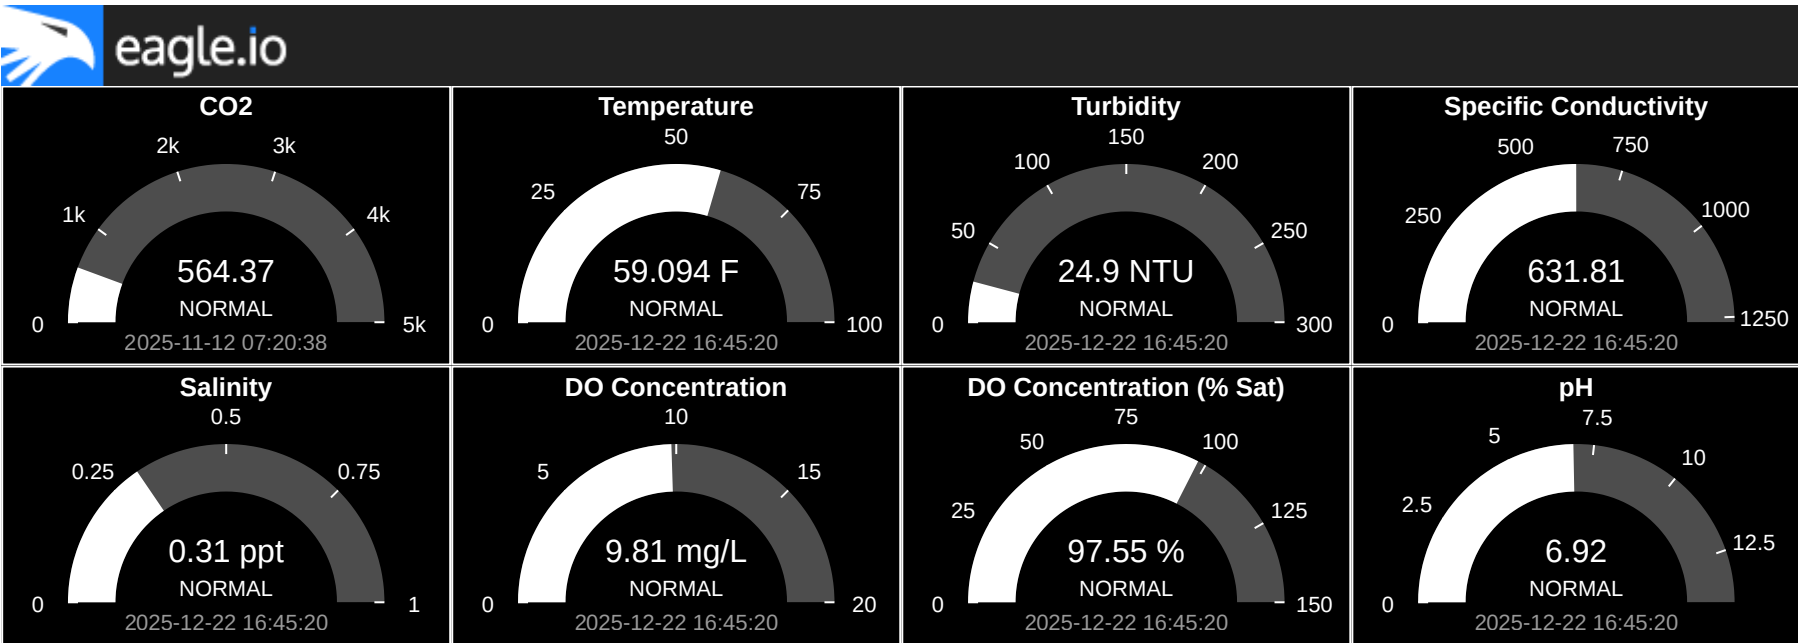 eagle.io
CO2
2k
3k
1k
4k
564.37
NORMAL
0
5k
2025-11-12 07:20:38
Temperature
50
25
75
59.094 F
NORMAL
0
100
2025-12-22 16:45:20
Turbidity
150
100
200
50
250
24.9 NTU
NORMAL
0
300
2025-12-22 16:45:20
Specific Conductivity
500
750
250
1000
631.81
NORMAL
0
1250
2025-12-22 16:45:20
Salinity
0.5
0.25
0.75
0.31 ppt
NORMAL
0
1
2025-12-22 16:45:20
DO Concentration
10
5
15
9.81 mg/L
NORMAL
0
20
2025-12-22 16:45:20
DO Concentration (% Sat)
75
50
100
25
125
97.55 %
NORMAL
0
150
2025-12-22 16:45:20
pH
7.5
5
10
2.5
12.5
6.92
NORMAL
0
2025-12-22 16:45:20